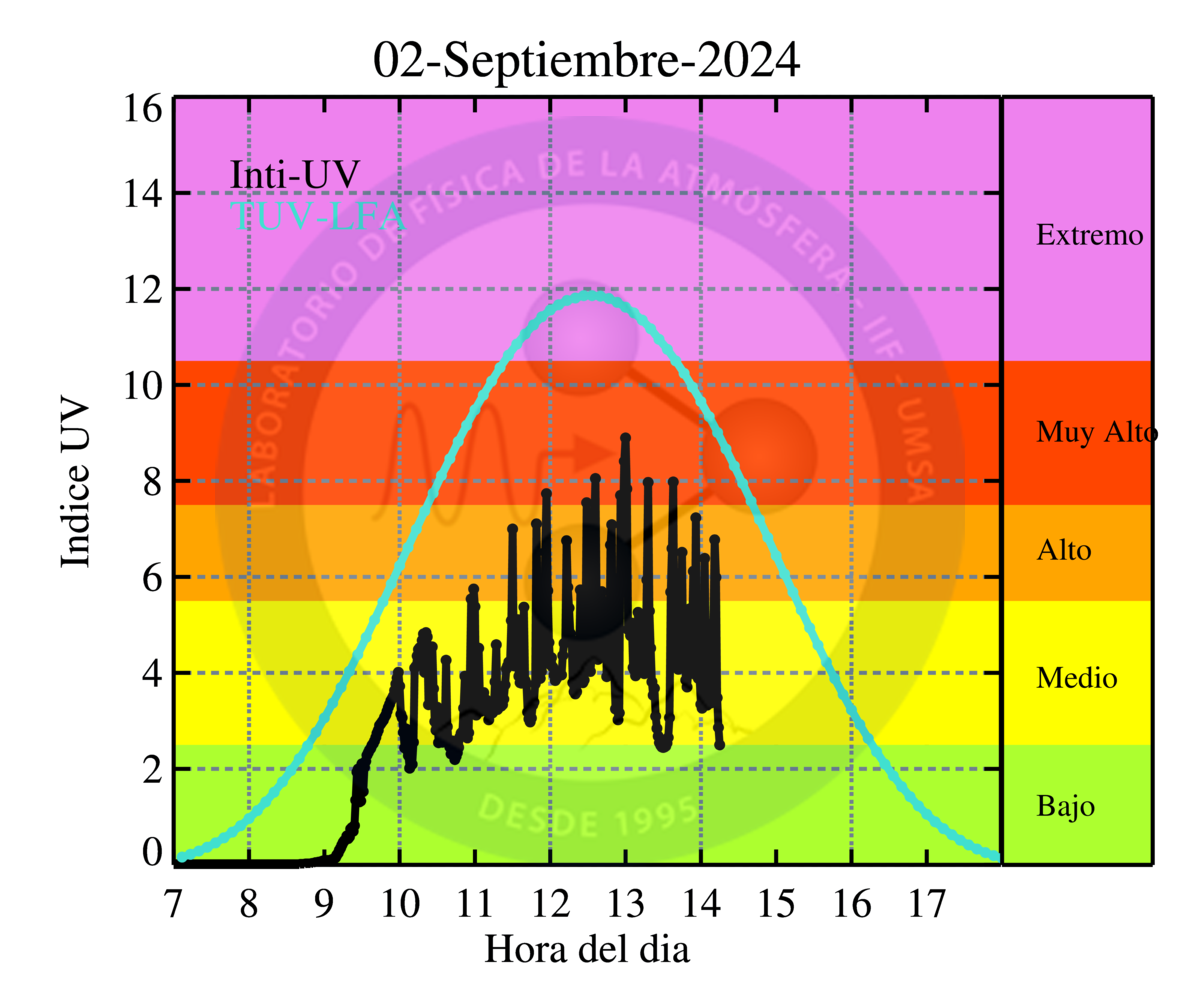 02-Septiembre-2024
Inti-UV
TUV-LFA
LABORATORIO DE FÍSICA DE LA ATMÓSFERA - IIF - UMSA
DESDE 1995
Indice UV
16
14
12
10
8
6
4
2
0
Extremo
Muy Alto
Alto
Medio
Bajo
7 8 9 10 11 12 13 14 15 16 17
Hora del dia